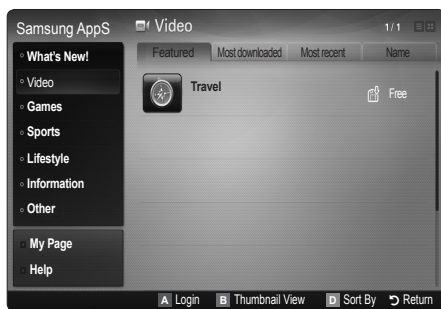 Samsung AppS
Video
1/1
What's New!
Video
Games
Sports
Lifestyle
Information
Other
My Page
Help
Featured
Most downloaded
Most recent
Name
Travel
Free
A Login
B Thumbnail View
D Sort By
Return